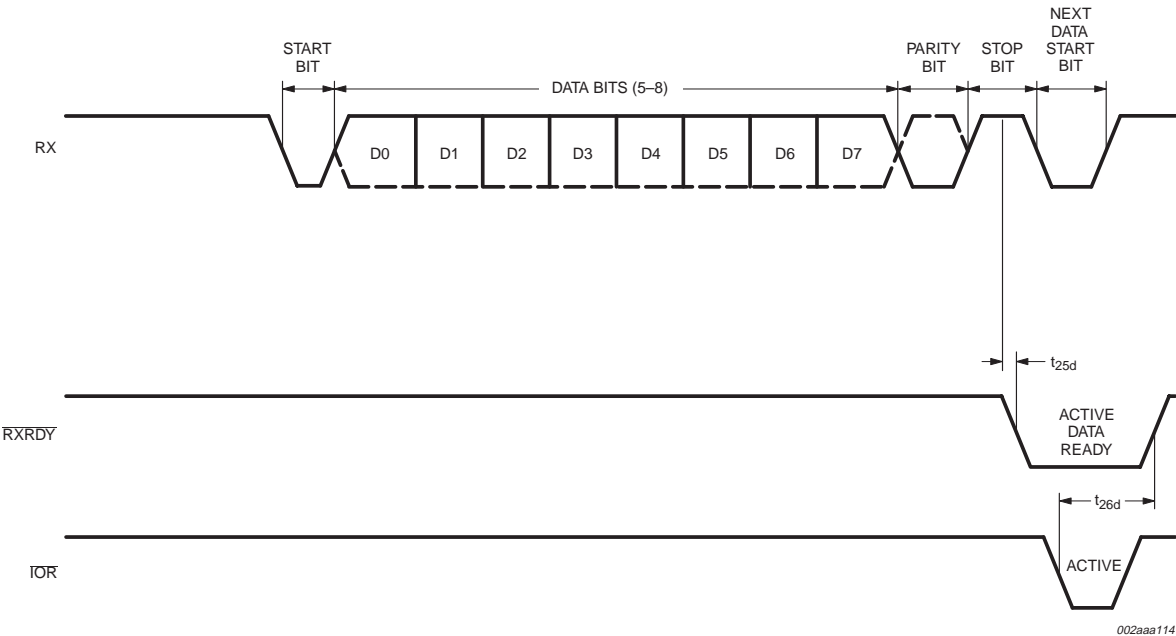 START
BIT
DATA BITS (5–8)
PARITY
BIT
STOP
BIT
NEXT
DATA
START
BIT
RX
D0
D1
D2
D3
D4
D5
D6
D7
t25d
RXRDY
ACTIVE
DATA
READY
t26d
IOR
ACTIVE
002aaa114